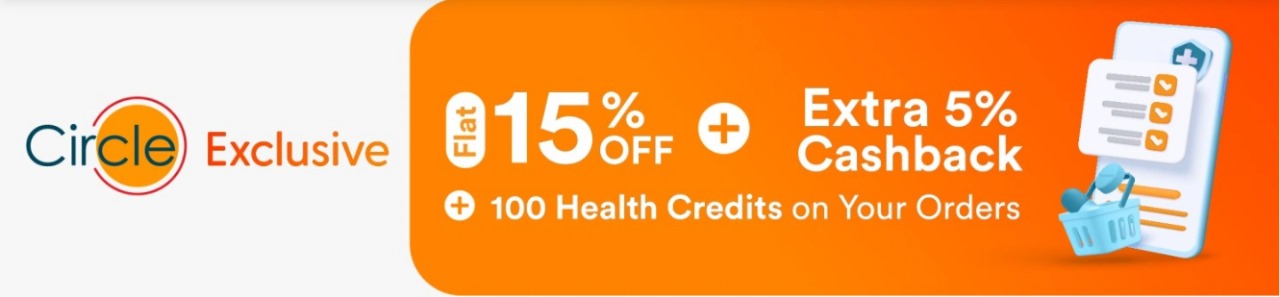 Circle Exclusive
Flat 15% OFF + Extra 5% Cashback
+ 100 Health Credits on Your Orders